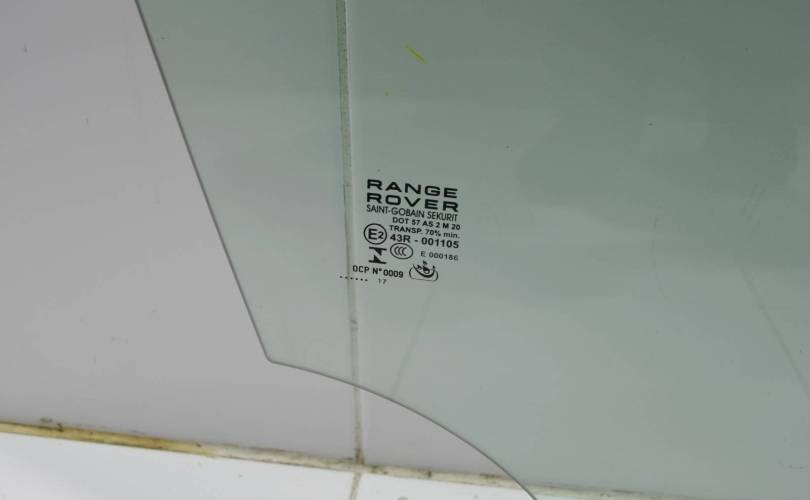 RANGE
ROVER
SAINT-GOBAIN SEKURIT
DOT 57 AS 2 M 20
TRANSP. 70% min.
E2 43R - 001105
CCC E 000186
OCP N° 0009
...... 17